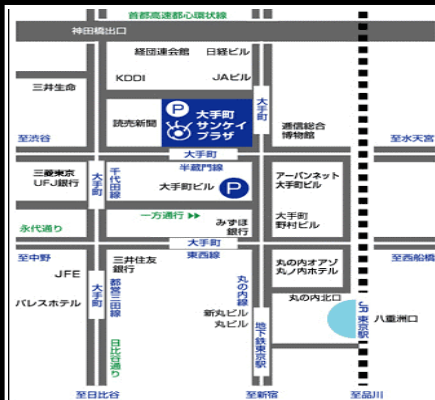 首都高速都心環状線
神田橋出口
経団連会館 日経ビル
KDDI JAビル
三井生命
P
大手町
サンケイ
プラザ
読売新聞
大手町
逓信総合
博物館
至渋谷
至水天宮
大手町
半蔵門線
三菱東京
UFJ銀行
大手町
千代田線
大手町ビル P
アーバンネット
大手町ビル
一方通行
みずほ
銀行
大手町
野村ビル
永代通り
大手町
東西線
至中野
至西船橋
三井住友
銀行
丸の内オアゾ
丸ノ内ホテル
JFE
パレスホテル
大手町
都営三田線
日比谷通り
丸の内線
新丸ビル
丸ビル
地下鉄東京駅
丸の内北口
JR東京駅
八重洲口
至日比谷
至新宿
至品川